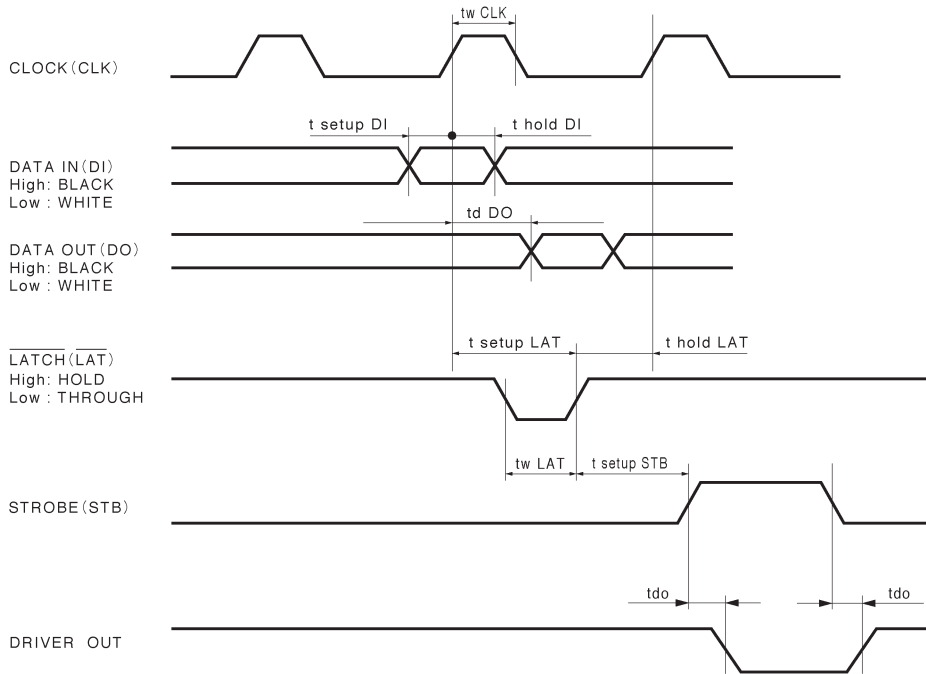 tw CLK
CLOCK(CLK)
t setup DI
t hold DI
DATA IN(DI)
High: BLACK
Low : WHITE
td DO
DATA OUT(DO)
High: BLACK
Low : WHITE
t setup LAT
t hold LAT
LATCH(LAT)
High: HOLD
Low : THROUGH
tw LAT
t setup STB
STROBE(STB)
tdo
tdo
DRIVER OUT